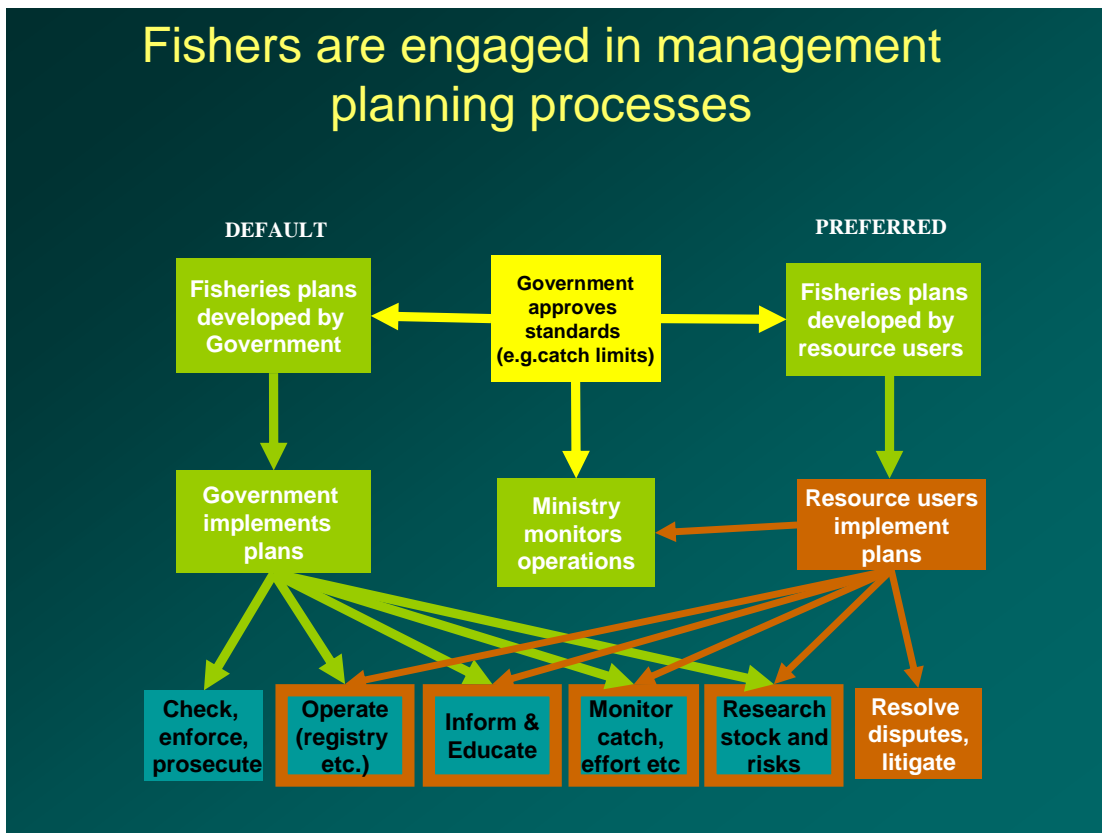 Fishers are engaged in management
planning processes
DEFAULT
PREFERRED
Fisheries plans
developed by
Government
Government
approves
standards
(e.g.catch limits)
Fisheries plans
developed by
resource users
Government
implements
plans
Ministry
monitors
operations
Resource users
implement
plans
Check,
enforce,
prosecute
Operate
(registry
etc.)
Inform &
Educate
Monitor
catch,
effort etc
Research
stock and
risks
Resolve
disputes,
litigate